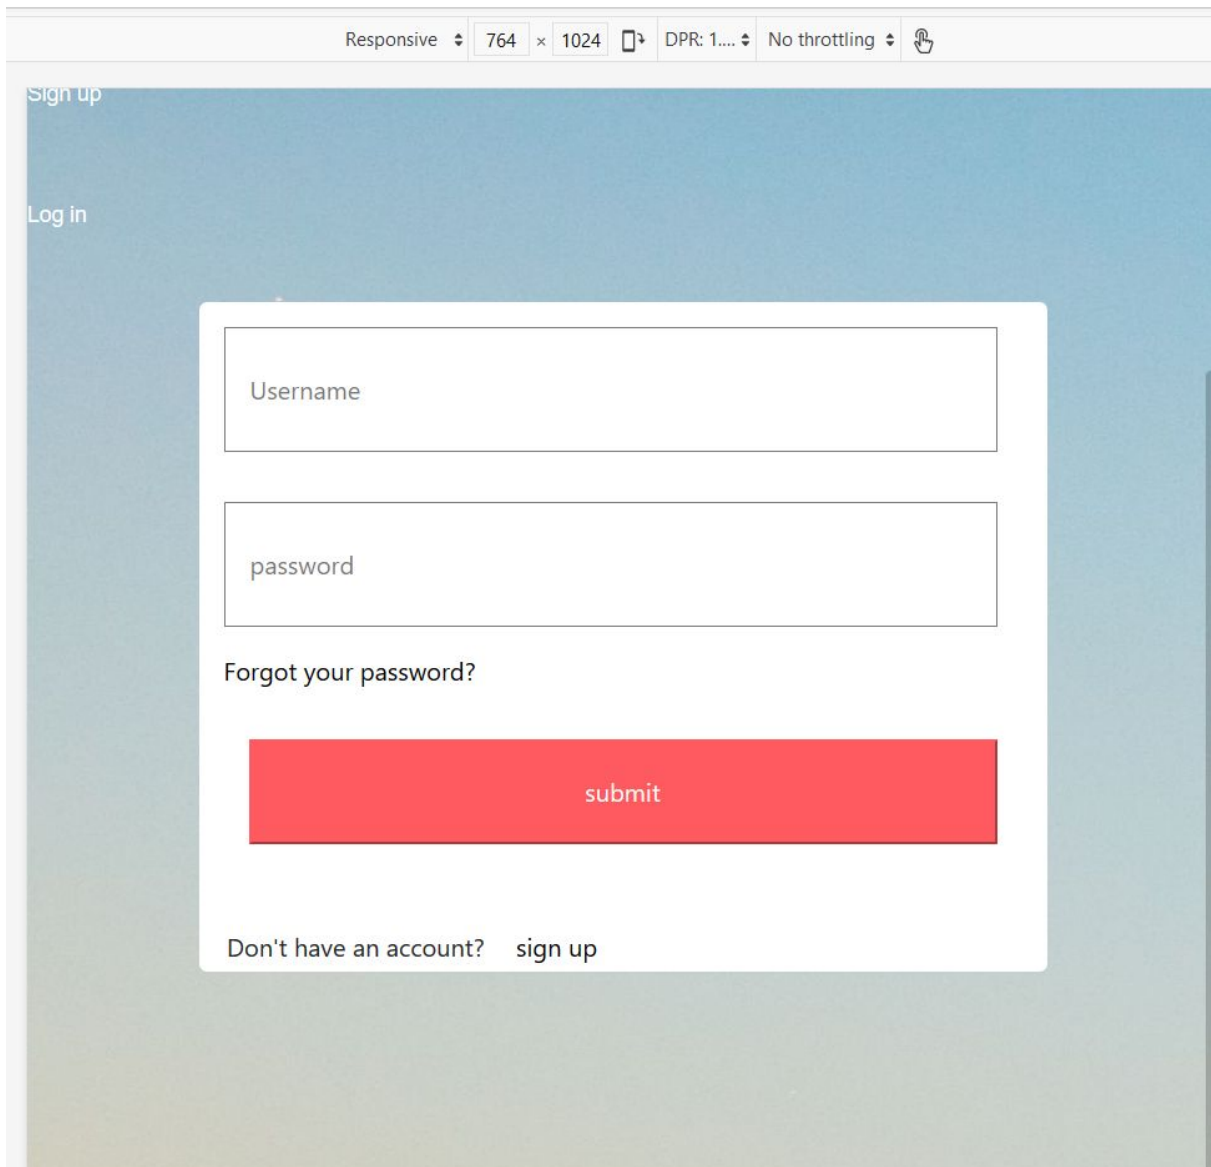 Responsive 764 × 1024 DPR: 1.... No throttling
Sign up
Log in
Username
password
Forgot your password?
submit
Don't have an account? sign up